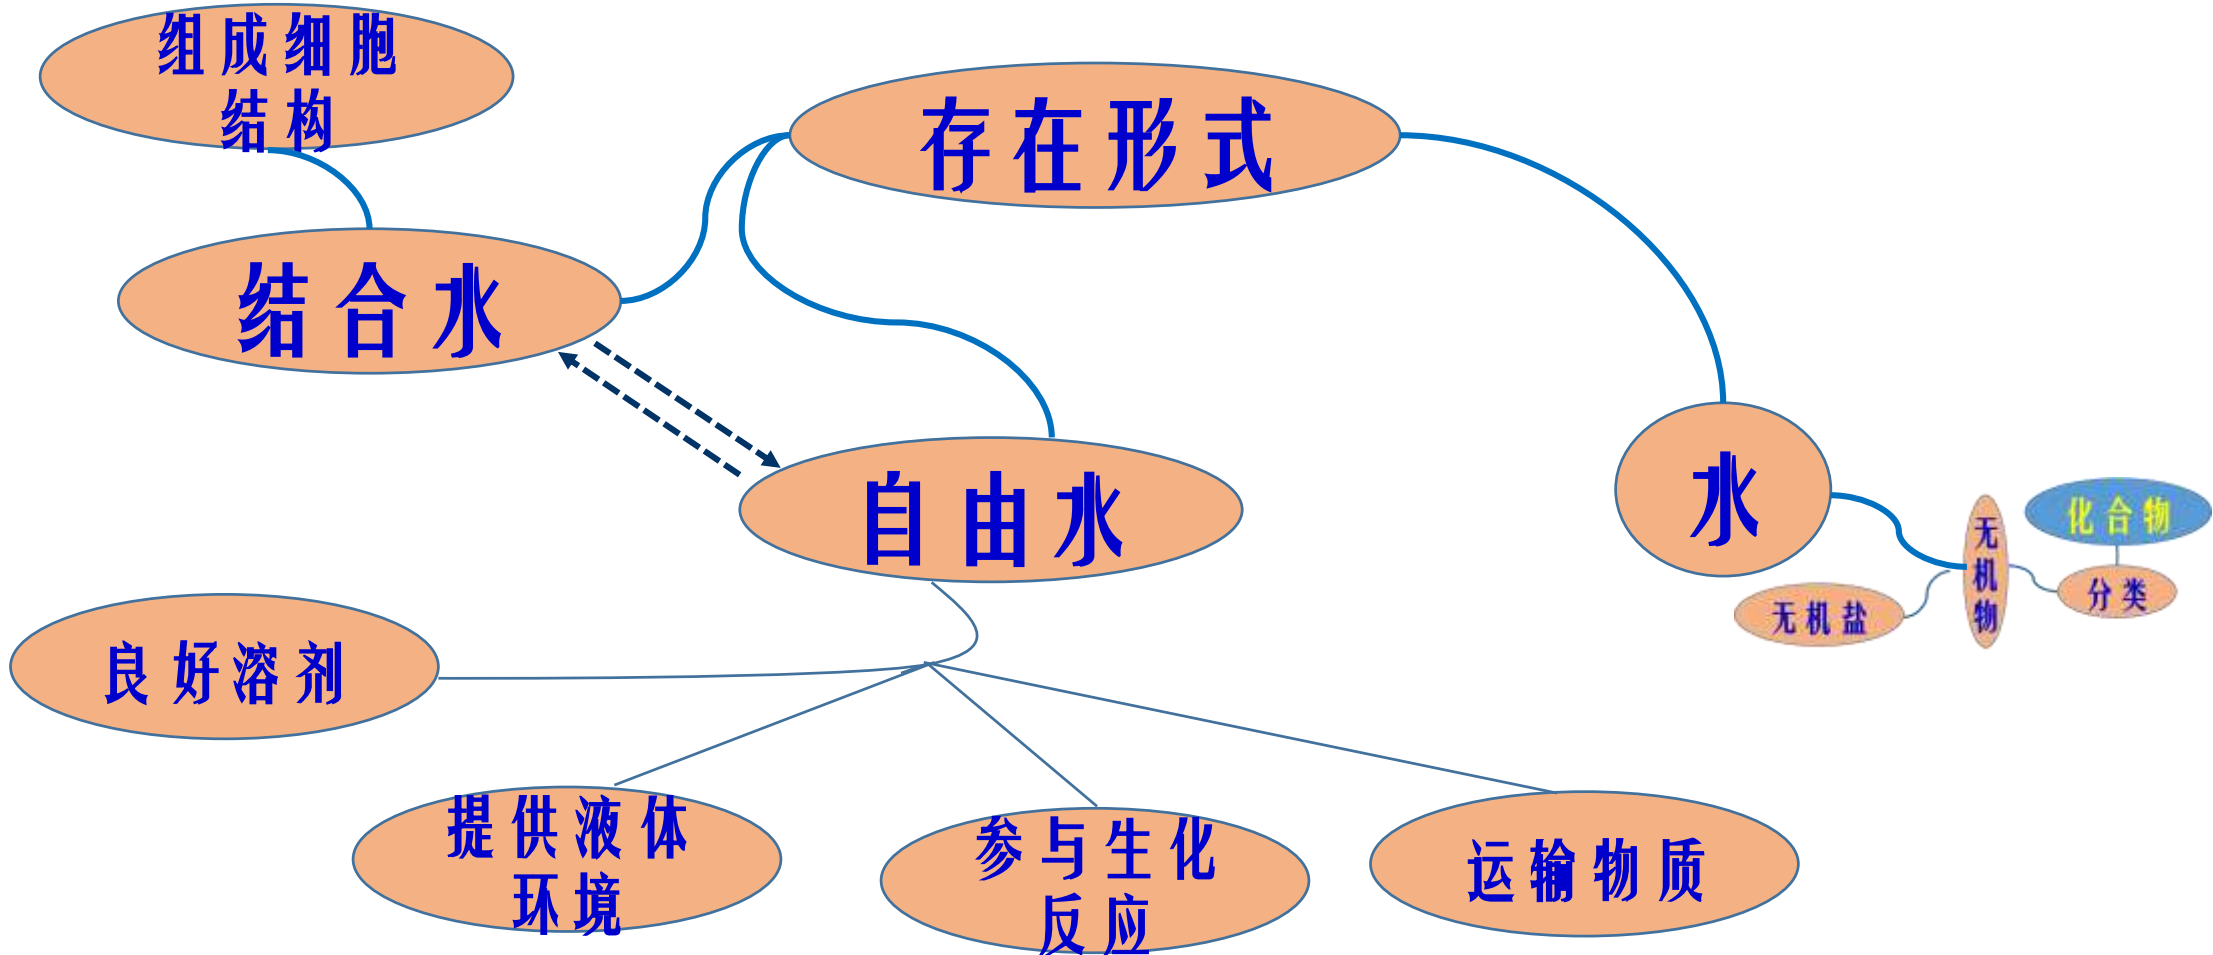 组成细胞
结构
存在形式
结合水
自由水
水
化合物
无机物
分类
无机盐
良好溶剂
提供液体
环境
参与生化
反应
运输物质